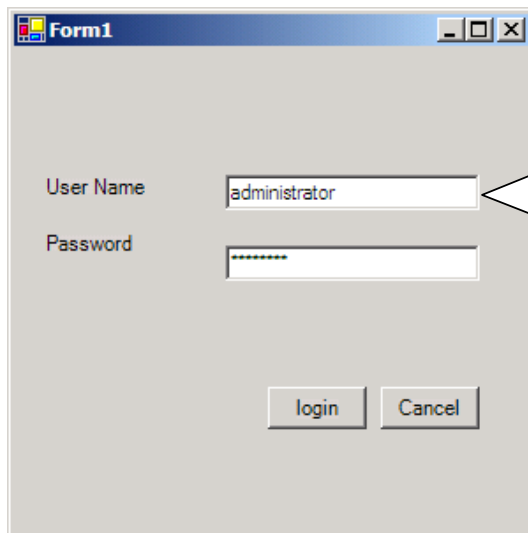 Form1
User Name
administrator
Password
********
login Cancel